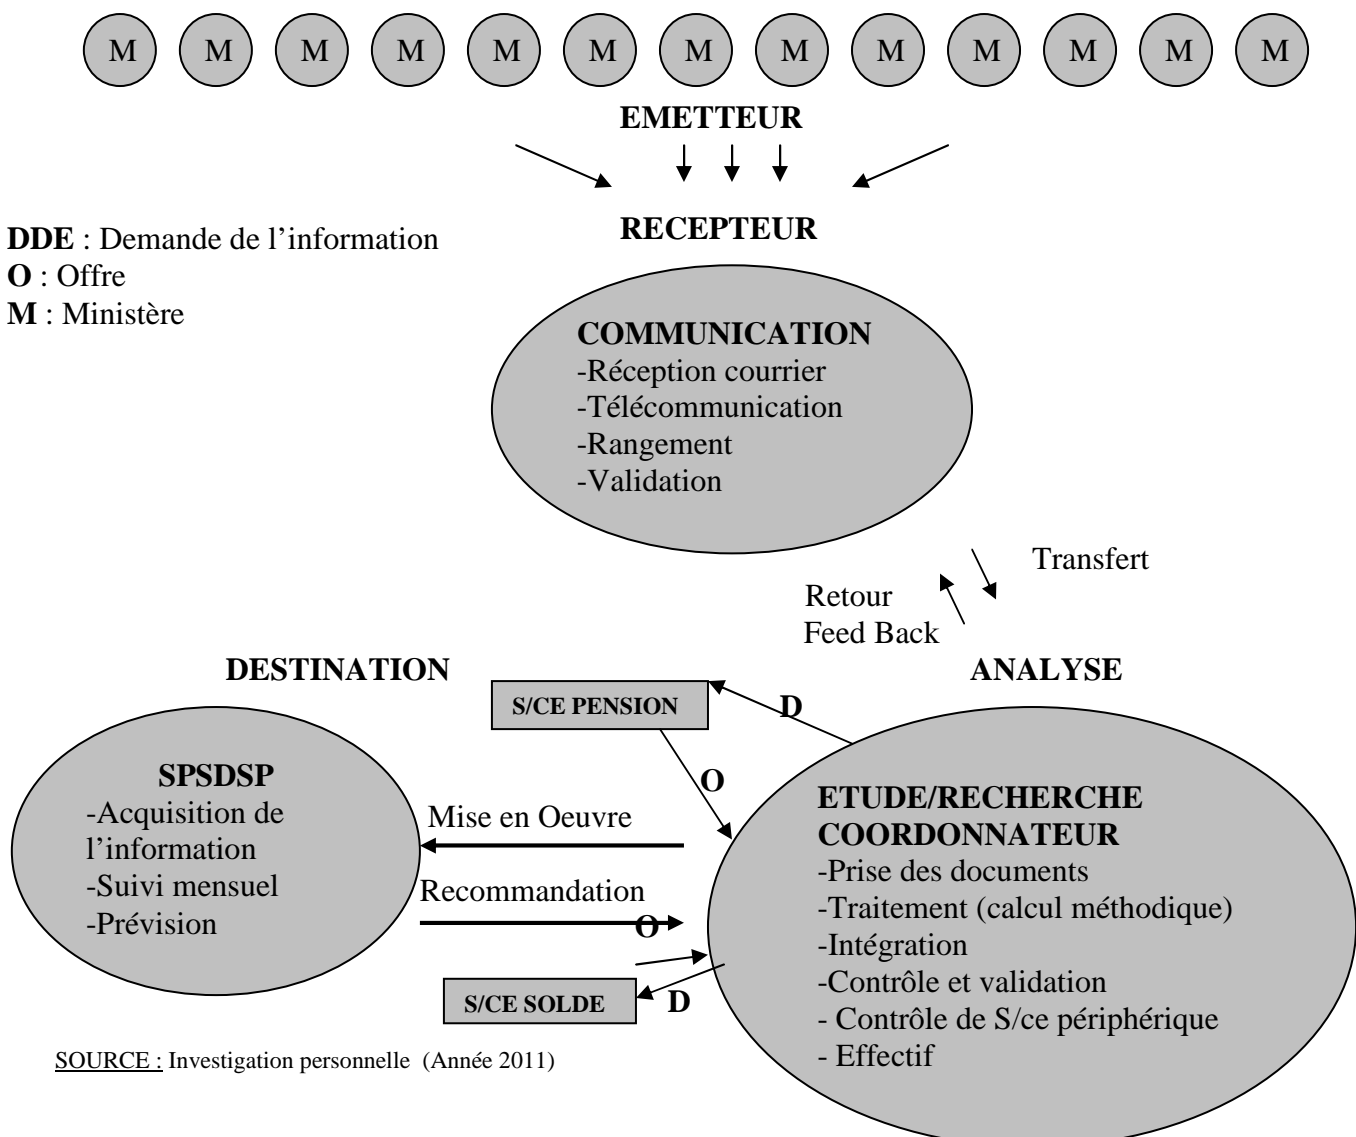 M M M M M M M M M M M M M
EMETTEUR
RECEPTEUR
DDE : Demande de l’information
O : Offre
M : Ministère
COMMUNICATION
-Réception courrier
-Télécommunication
-Rangement
-Validation
Transfert
Retour
Feed Back
DESTINATION
ANALYSE
S/CE PENSION
D
O
SPSDSP
-Acquisition de
l’information
-Suivi mensuel
-Prévision
Mise en Oeuvre
Recommandation
O
S/CE SOLDE
D
ETUDE/RECHERCHE
COORDONNATEUR
-Prise des documents
-Traitement (calcul méthodique)
-Intégration
-Contrôle et validation
- Contrôle de S/ce périphérique
- Effectif
SOURCE : Investigation personnelle (Année 2011)